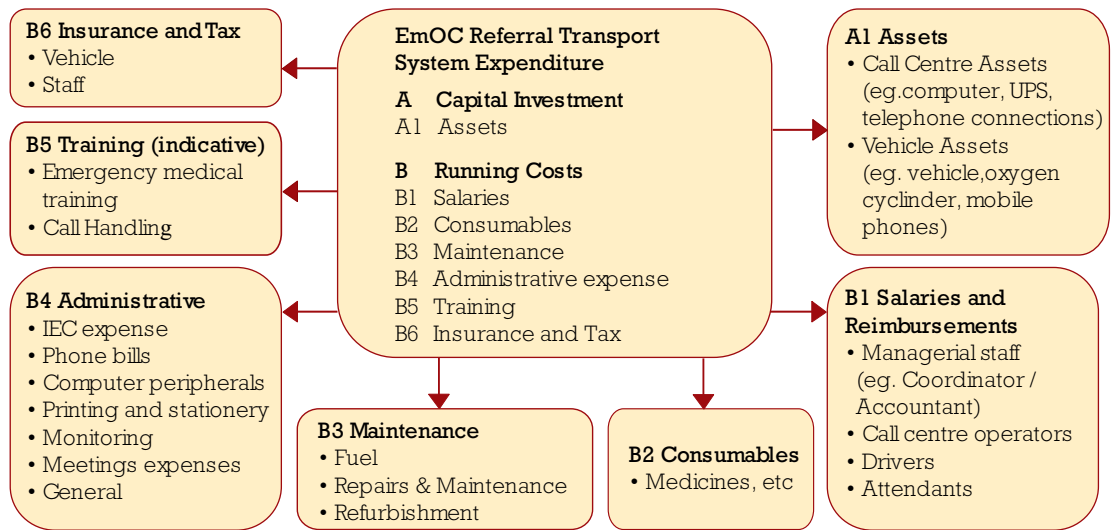 B6 Insurance and Tax
• Vehicle
• Staff
B5 Training (indicative)
• Emergency medical
training
• Call Handling
B4 Administrative
• IEC expense
• Phone bills
• Computer peripherals
• Printing and stationery
• Monitoring
• Meetings expenses
• General
EmOC Referral Transport
System Expenditure
A Capital Investment
A1 Assets
B Running Costs
B1 Salaries
B2 Consumables
B3 Maintenance
B4 Administrative expense
B5 Training
B6 Insurance and Tax
B3 Maintenance
• Fuel
• Repairs & Maintenance
• Refurbishment
B2 Consumables
• Medicines, etc
A1 Assets
• Call Centre Assets
(eg.computer, UPS,
telephone connections)
• Vehicle Assets
(eg. vehicle,oxygen
cyclinder, mobile
phones)
B1 Salaries and
Reimbursements
• Managerial staff
(eg. Coordinator /
Accountant)
• Call centre operators
• Drivers
• Attendants